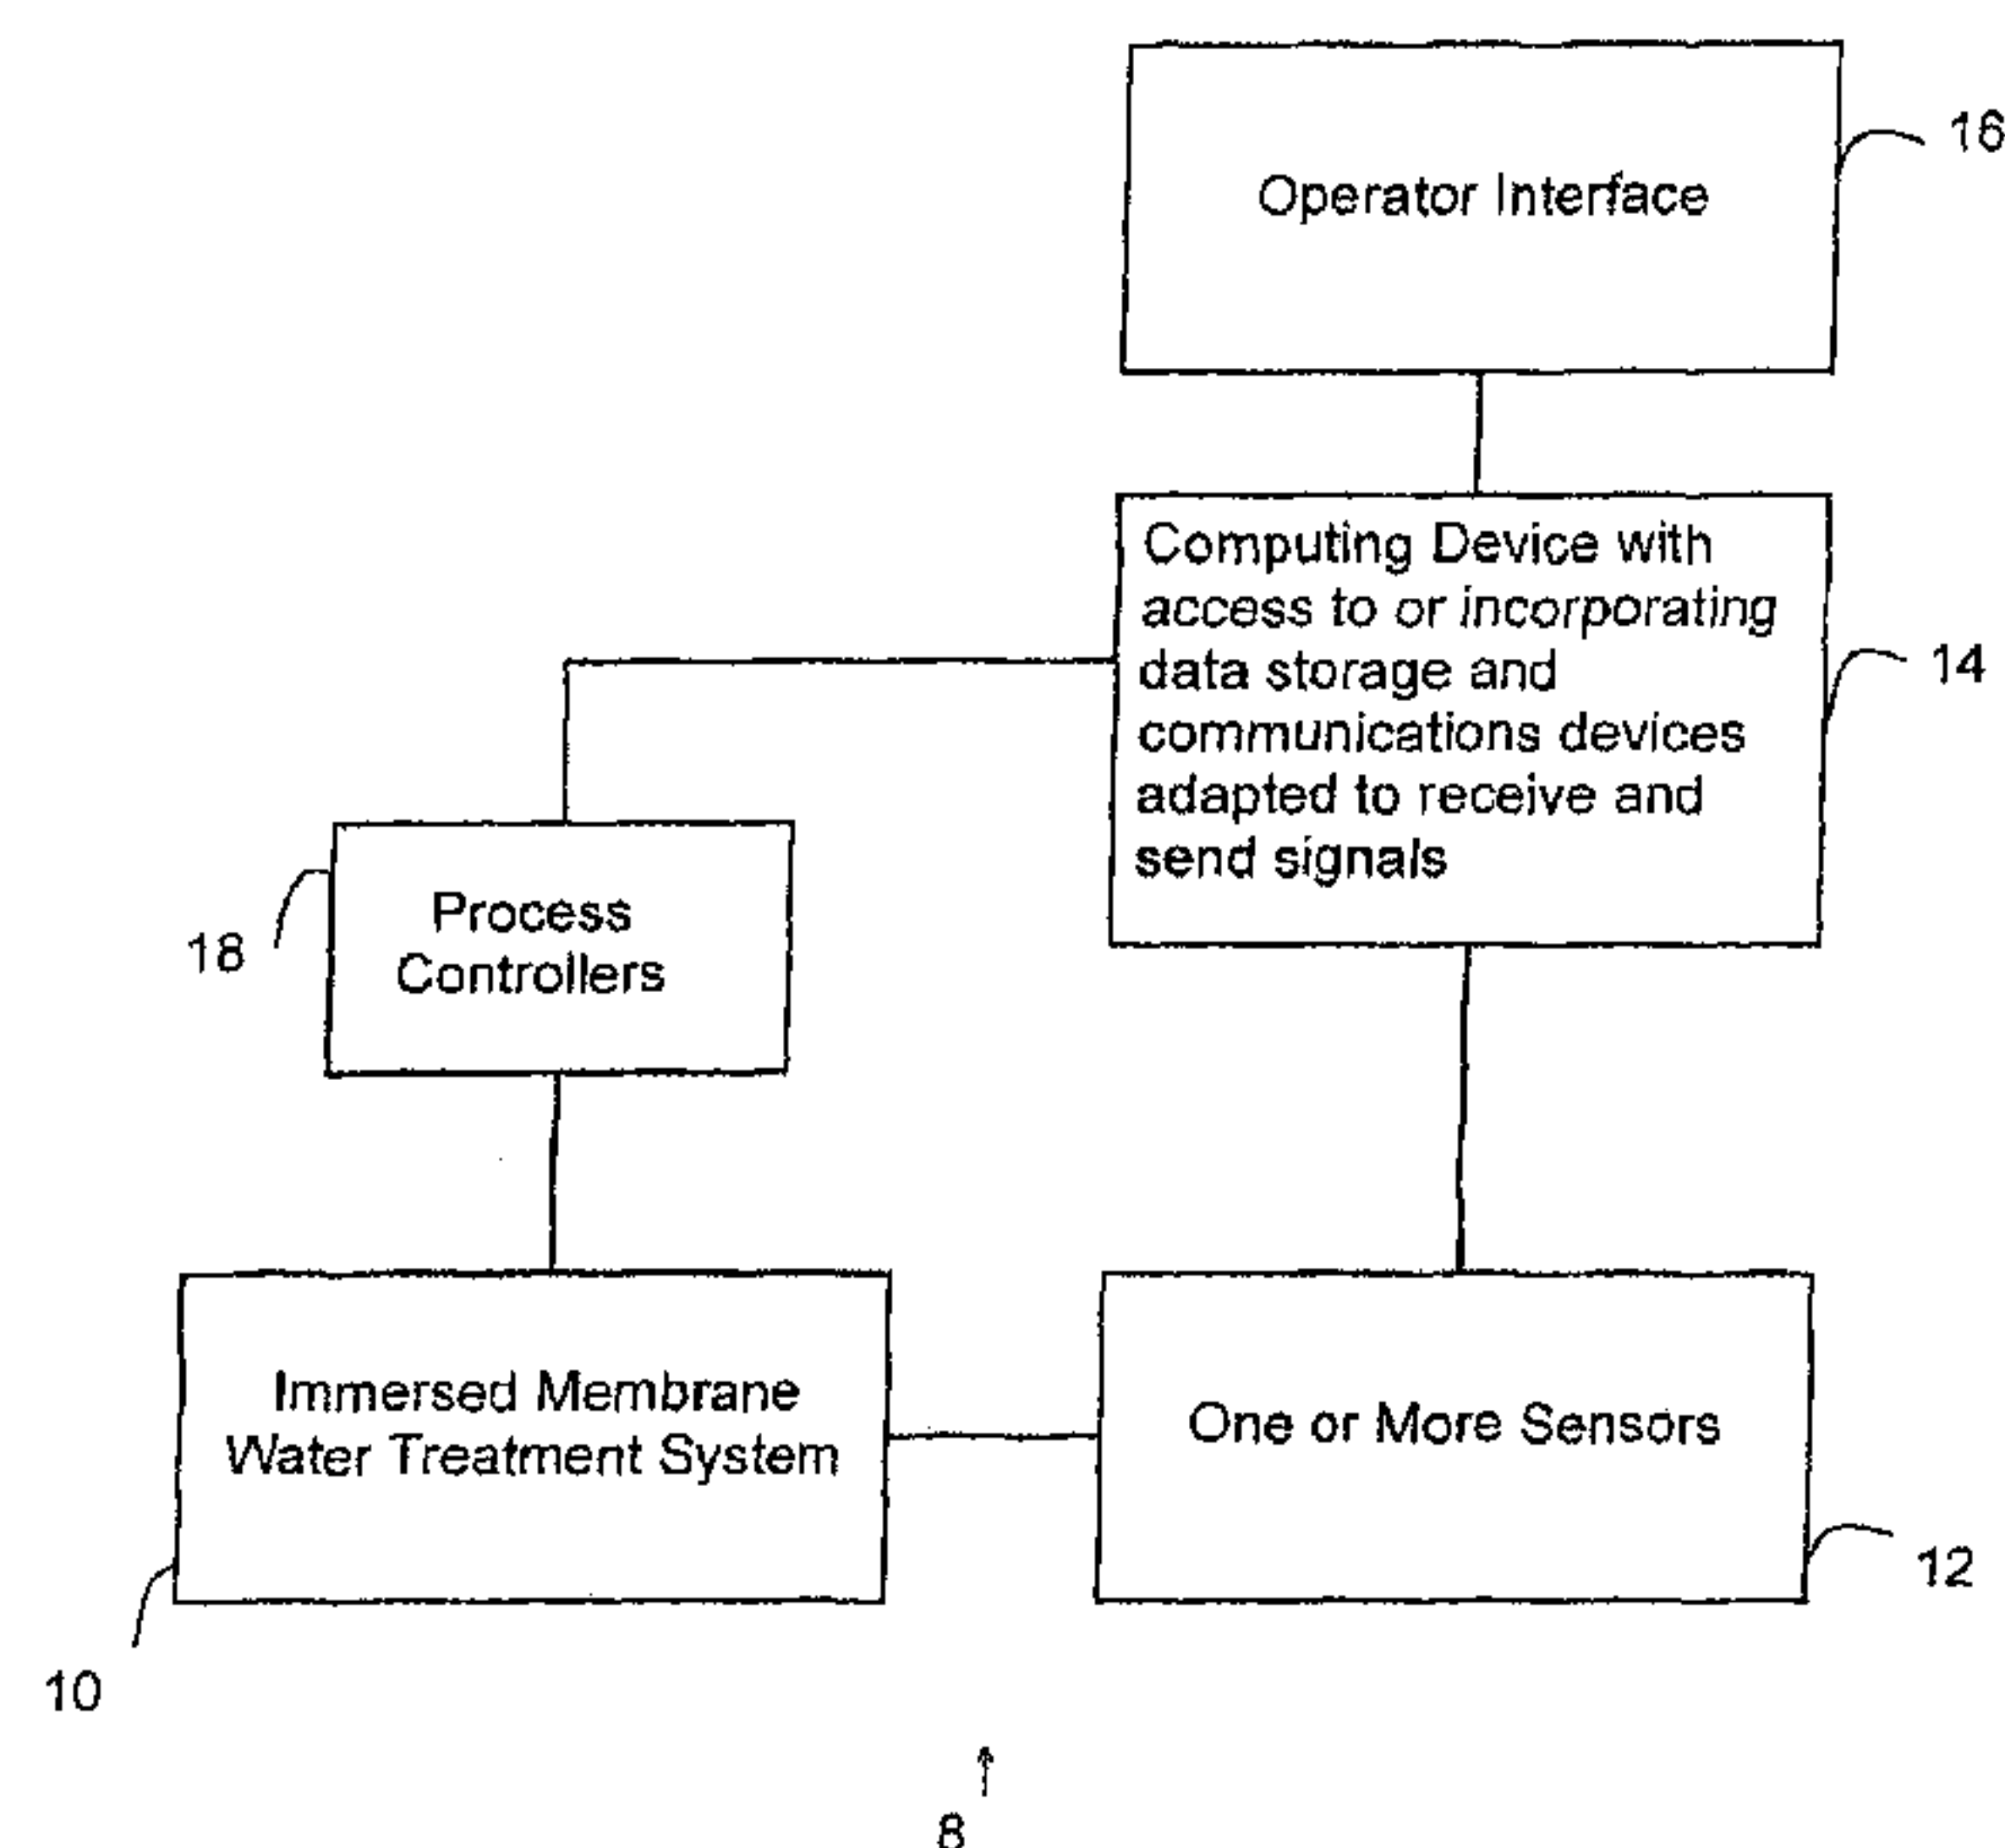 16
Operator Interface
Computing Device with
access to or incorporating
data storage and
communications devices
adapted to receive and
send signals
14
Process
Controllers
18
Immersed Membrane
Water Treatment System
One or More Sensors
12
10
8